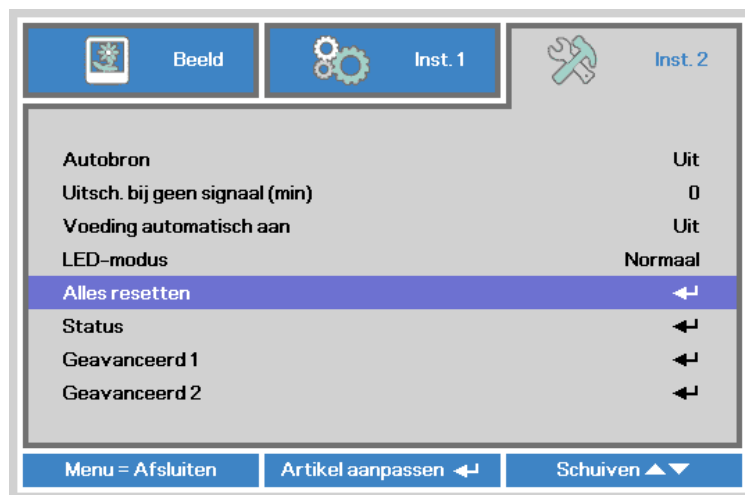 Beeld Inst. 1 Inst. 2
Autobron Uit
Uitsch. bij geen signaal (min) 0
Voeding automatisch aan Uit
LED-modus Normaal
Alles resetten
Status
Geavanceerd 1
Geavanceerd 2
Menu = Afsluiten Artikel aanpassen Schuiven